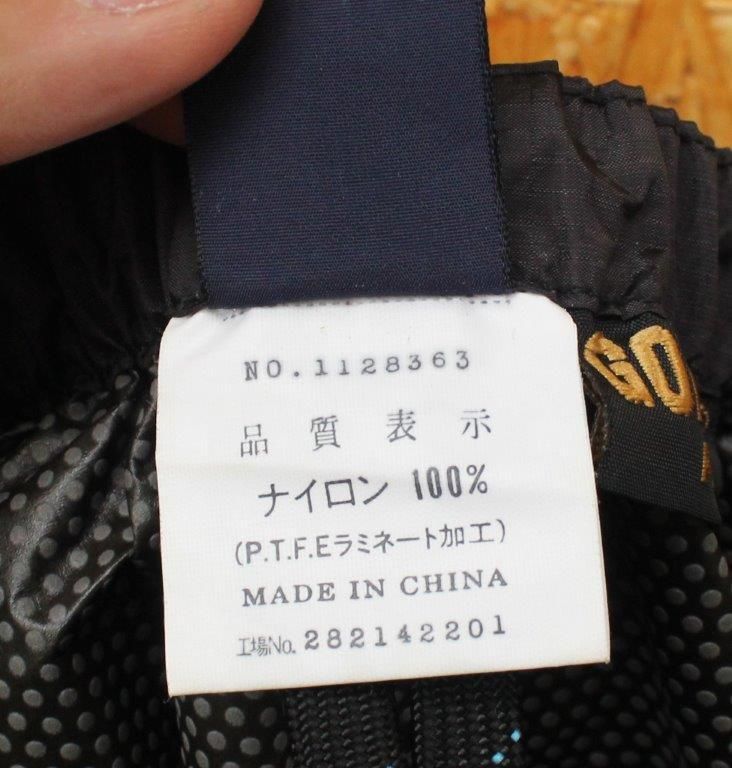 NO.1128363
品質表示
ナイロン 100%
(P.T.F.Eラミネート加工)
MADE IN CHINA
工場No.282142201
GO